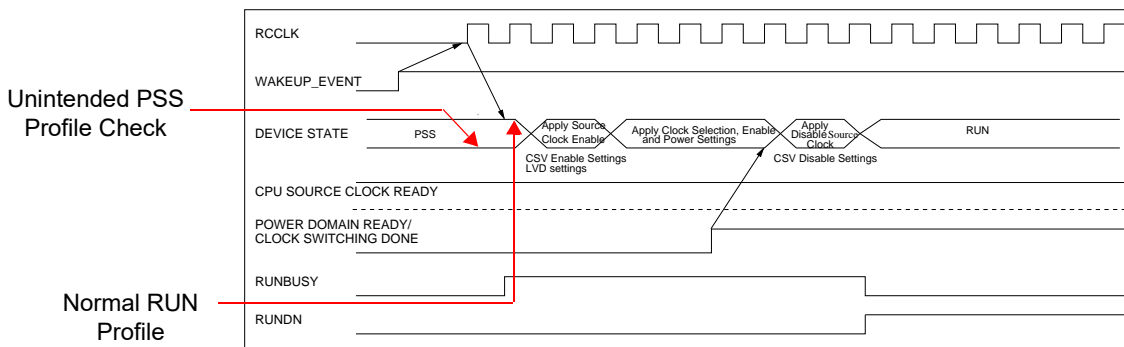 RCCLK
WAKEUP_EVENT
Unintended PSS
Profile Check
DEVICE STATE
PSS
Apply Source
Clock Enable
Apply Clock Selection, Enable
and Power Settings
Apply
Disable Source
Clock
RUN
CSV Enable Settings
LVD settings
CSV Disable Settings
CPU SOURCE CLOCK READY
POWER DOMAIN READY/
CLOCK SWITCHING DONE
RUNBUSY
Normal RUN
Profile
RUNDN